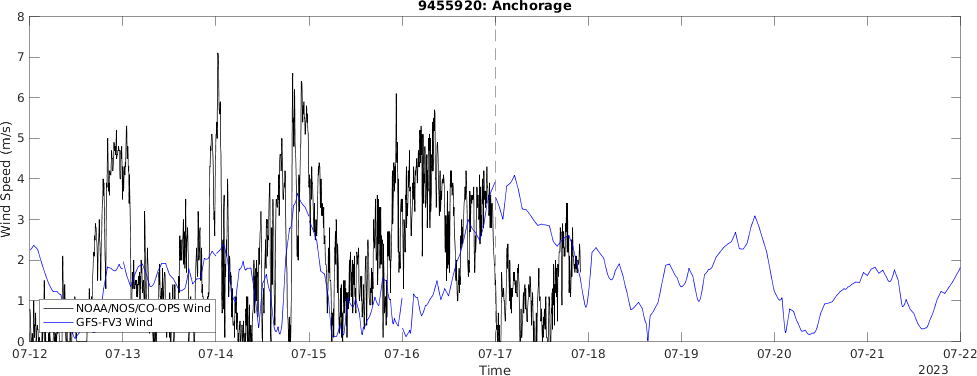 9455920: Anchorage
8
7
6
5
4
3
2
1
0
Wind Speed (m/s)
NOAA/NOS/CO-OPS Wind
GFS-FV3 Wind
07-12 07-13 07-14 07-15 07-16 07-17 07-18 07-19 07-20 07-21 07-22
Time
2023